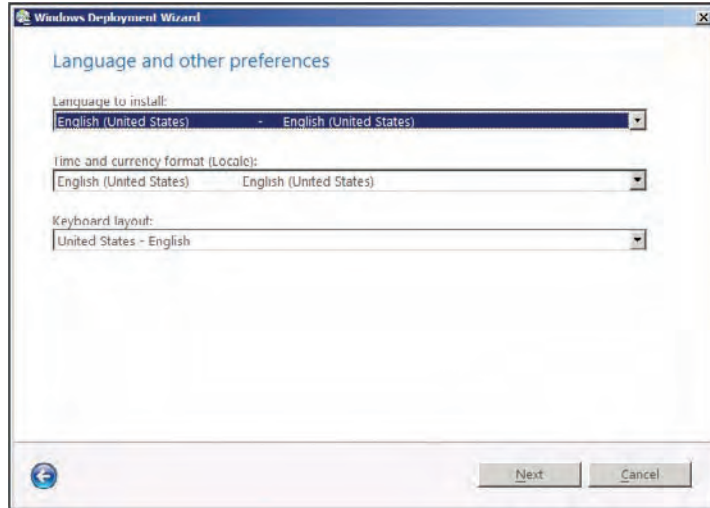 Windows Deployment Wizard
Language and other preferences
Language to install:
English (United States) - English (United States)
Time and currency format (Locale):
English (United States) English (United States)
Keyboard layout:
United States - English
Next Cancel